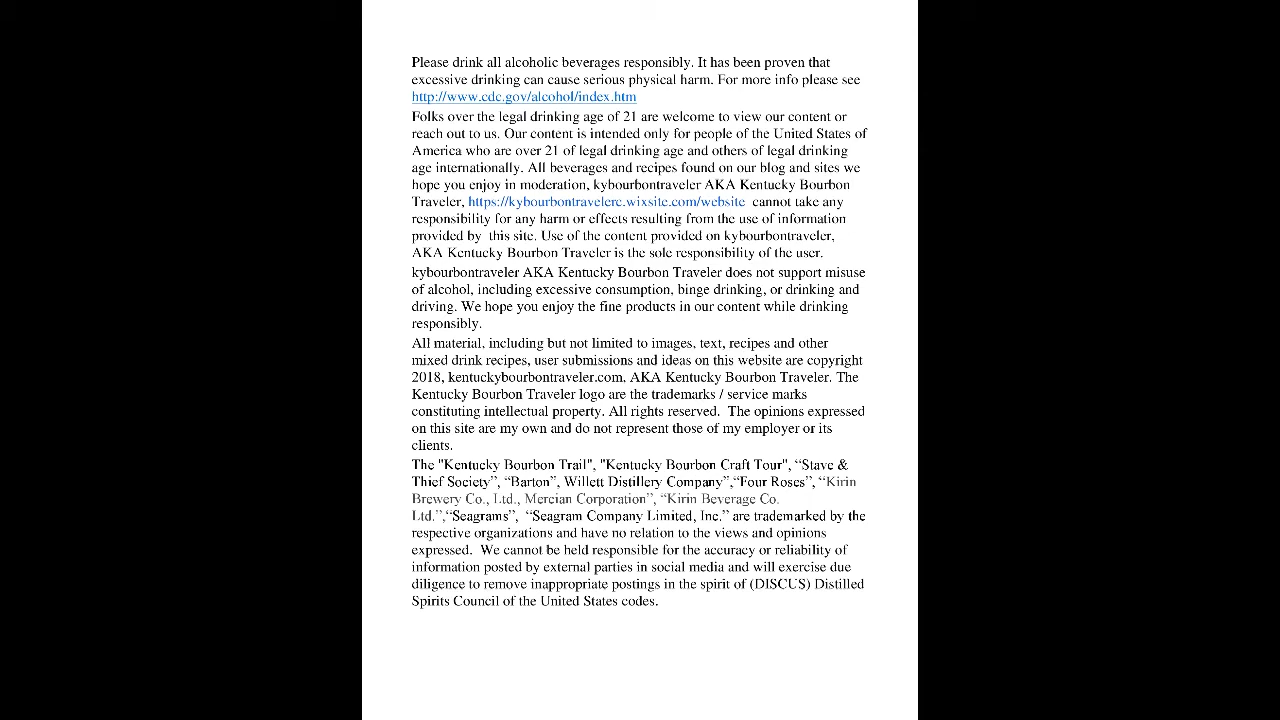 Please drink all alcoholic beverages responsibly. It has been proven that
excessive drinking can cause serious physical harm. For more info please see
http://www.cdc.gov/alcohol/index.htm
Folks over the legal drinking age of 21 are welcome to view our content or
reach out to us. Our content is intended only for people of the United States of
America who are over 21 of legal drinking age and others of legal drinking
age internationally. All beverages and recipes found on our blog and sites we
hope you enjoy in moderation, kybourbontraveler AKA Kentucky Bourbon
Traveler, https://kybourbontravelerc.wixsite.com/website  cannot take any
responsibility for any harm or effects resulting from the use of information
provided by  this site. Use of the content provided on kybourbontraveler,
AKA Kentucky Bourbon Traveler is the sole responsibility of the user.
kybourbontraveler AKA Kentucky Bourbon Traveler does not support misuse
of alcohol, including excessive consumption, binge drinking, or drinking and
driving. We hope you enjoy the fine products in our content while drinking
responsibly.
All material, including but not limited to images, text, recipes and other
mixed drink recipes, user submissions and ideas on this website are copyright
2018, kentuckybourbontraveler.com, AKA Kentucky Bourbon Traveler. The
Kentucky Bourbon Traveler logo are the trademarks / service marks
constituting intellectual property. All rights reserved.  The opinions expressed
on this site are my own and do not represent those of my employer or its
clients.
The "Kentucky Bourbon Trail", "Kentucky Bourbon Craft Tour", “Stave &
Thief Society”, “Barton”, Willett Distillery Company”,“Four Roses”, “Kirin
Brewery Co., Ltd., Mercian Corporation”, “Kirin Beverage Co.
Ltd.”,“Seagrams”,  “Seagram Company Limited, Inc.” are trademarked by the
respective organizations and have no relation to the views and opinions
expressed.  We cannot be held responsible for the accuracy or reliability of
information posted by external parties in social media and will exercise due
diligence to remove inappropriate postings in the spirit of (DISCUS) Distilled
Spirits Council of the United States codes.